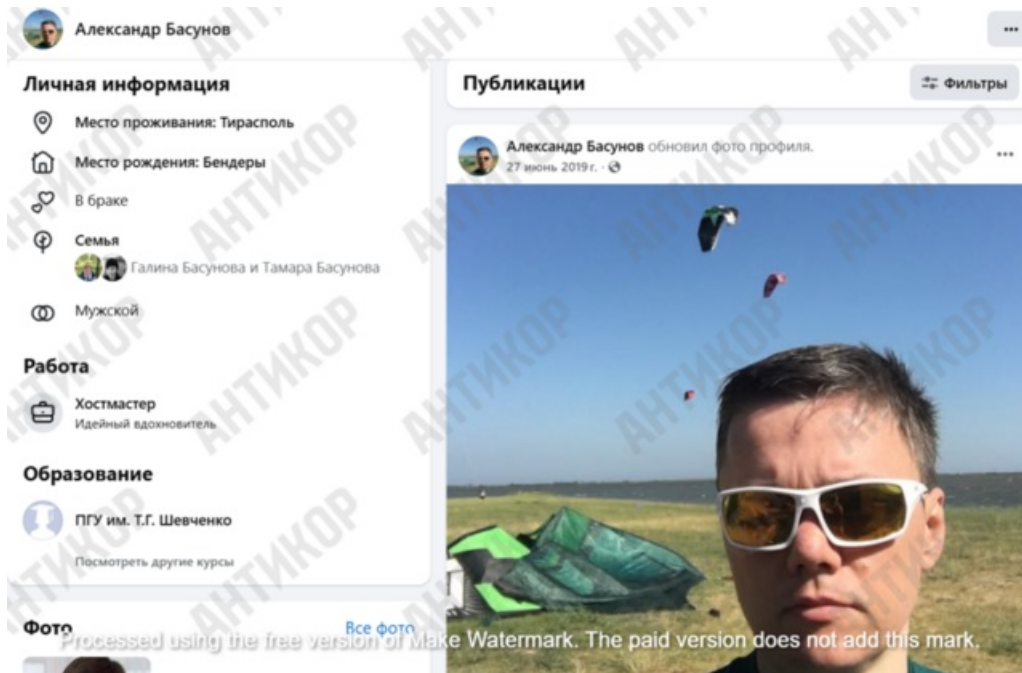 Александр Басунов
Личная информация
Место проживания: Тирасполь
Место рождения: Бендеры
В браке
Семья
Галина Басунова и Тамара Басунова
Мужской
Работа
Хостмастер
Идейный вдохновитель
Образование
ПГУ им. Т.Г. Шевченко
Посмотреть другие курсы
Фото
Все фото
Публикации
Фильтры
Александр Басунов обновил фото профиля.
27 июнь 2019 г. ·
АНТИКОР
Processed using the free version of Make Watermark. The paid version does not add this mark.